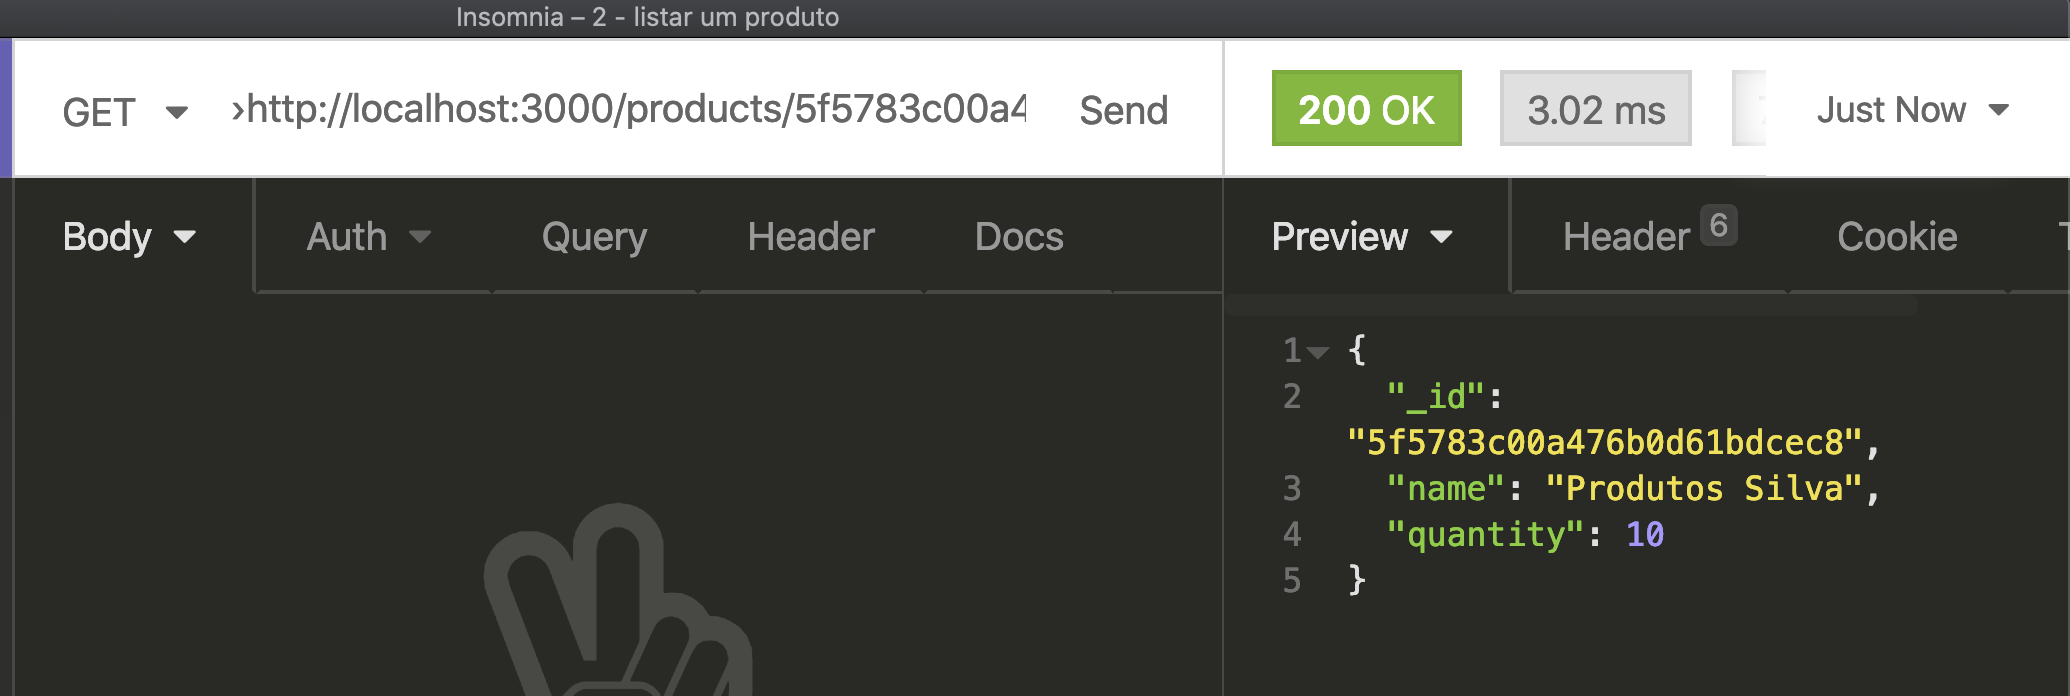 Insomnia – 2 - listar um produto
GET ›http://localhost:3000/products/5f5783c00a4 Send 200 OK 3.02 ms Just Now
Body Auth Query Header Docs Preview Header 6 Cookie
1 {
2 "_id":
"5f5783c00a476b0d61bdcec8",
3 "name": "Produtos Silva",
4 "quantity": 10
5 }